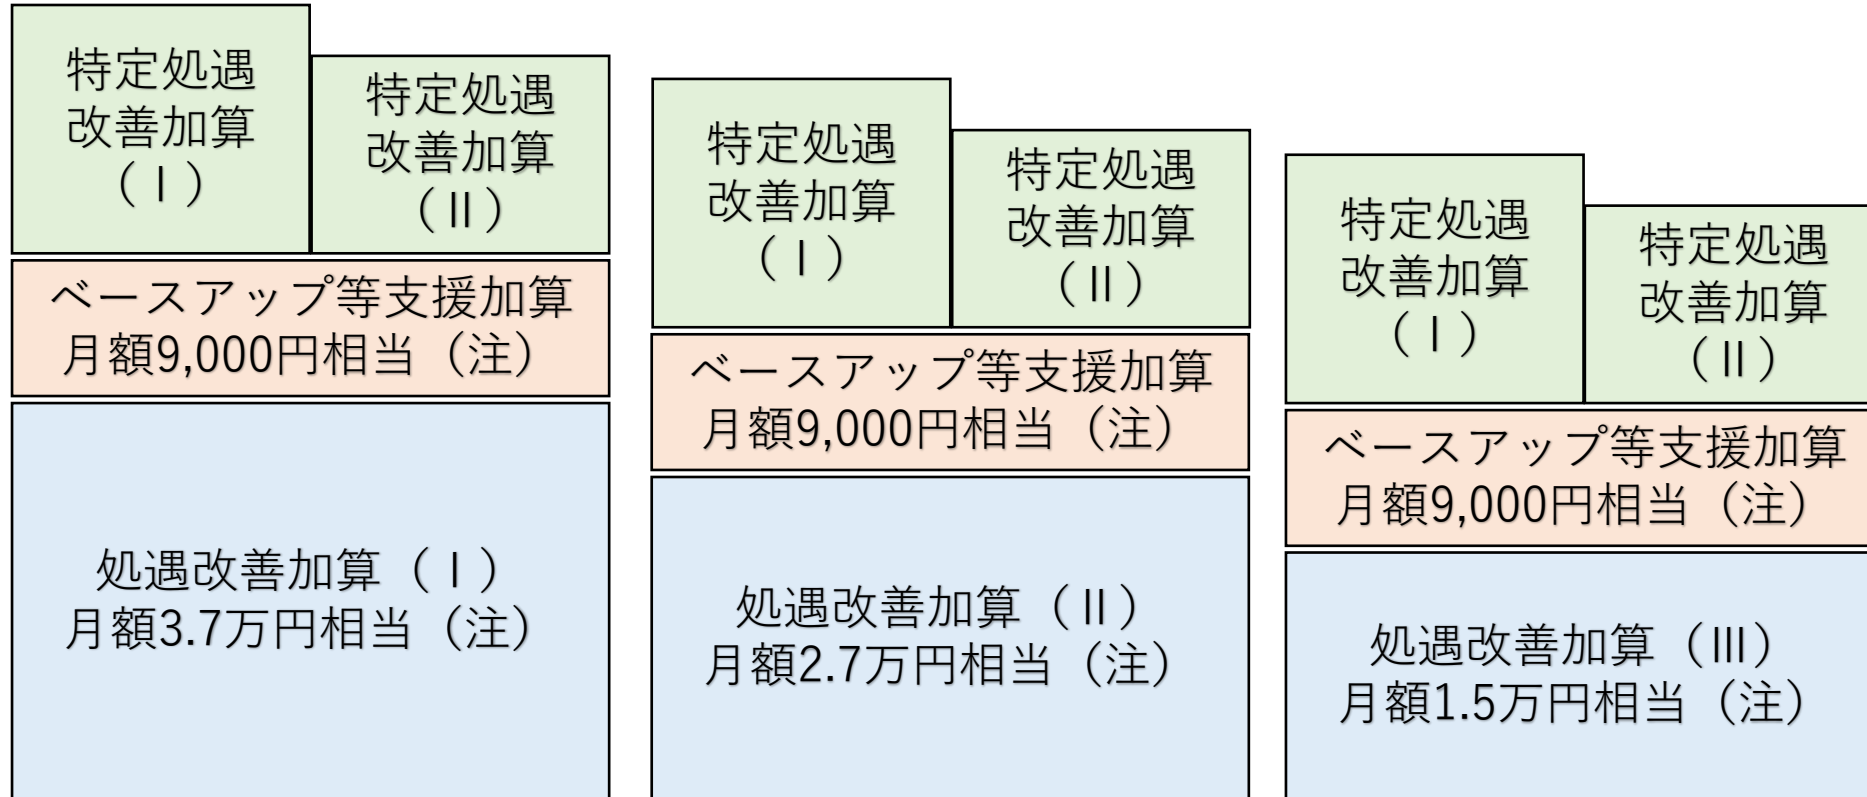 特定処遇
改善加算
（Ⅰ）
特定処遇
改善加算
（Ⅱ）
ベースアップ等支援加算
月額9,000円相当（注）
処遇改善加算（Ⅰ）
月額3.7万円相当（注）
特定処遇
改善加算
（Ⅰ）
特定処遇
改善加算
（Ⅱ）
ベースアップ等支援加算
月額9,000円相当（注）
処遇改善加算（Ⅱ）
月額2.7万円相当（注）
特定処遇
改善加算
（Ⅰ）
特定処遇
改善加算
（Ⅱ）
ベースアップ等支援加算
月額9,000円相当（注）
処遇改善加算（Ⅲ）
月額1.5万円相当（注）